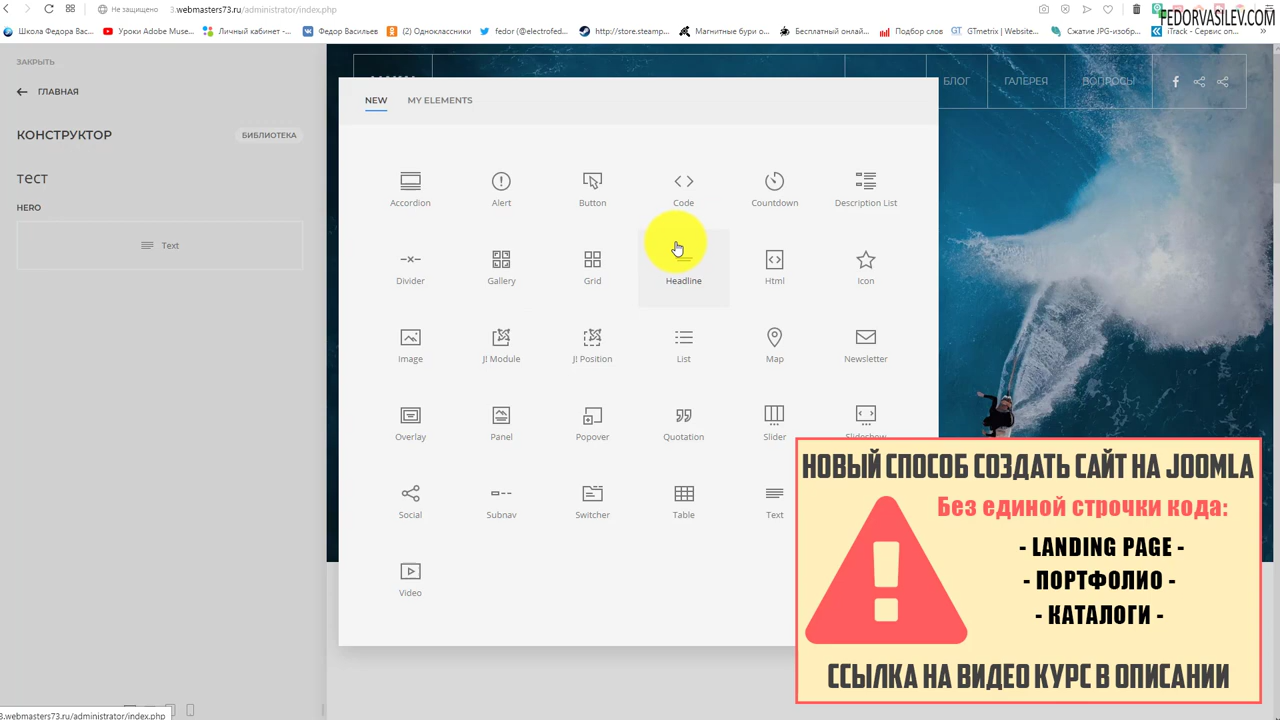 Не защищено
3.webmasters73.ru/administrator/index.php
FEDORVASILEV.COM
Школа Федора Вас...
Уроки Adobe Muse...
Личный кабинет -...
Федор Васильев
(2) Одноклассники
fedor (@electrofed...
http://store.steamp...
Магнитные бури о...
Бесплатный онлай...
Подбор слов
GTmetrix | Website...
Сжатие JPG-изобр...
iTrack - Сервис оп...
ЗАКРЫТЬ
ГЛАВНАЯ
КОНСТРУКТОР
БИБЛИОТЕКА
тест
HERO
Text
БЛОГ
ГАЛЕРЕЯ
ВОПРОСЫ
NEW
MY ELEMENTS
Accordion
Alert
Button
Code
Countdown
Description List
Divider
Gallery
Grid
Headline
Html
Icon
Image
J! Module
J! Position
List
Map
Newsletter
Overlay
Panel
Popover
Quotation
Slider
Slideshow
Social
Subnav
Switcher
Table
Text
Video
НОВЫЙ СПОСОБ СОЗДАТЬ САЙТ НА JOOMLA
Без единой строчки кода:
- LANDING PAGE -
- ПОРТФОЛИО -
- КАТАЛОГИ -
ССЫЛКА НА ВИДЕО КУРС В ОПИСАНИИ
3.webmasters73.ru/administrator/index.php